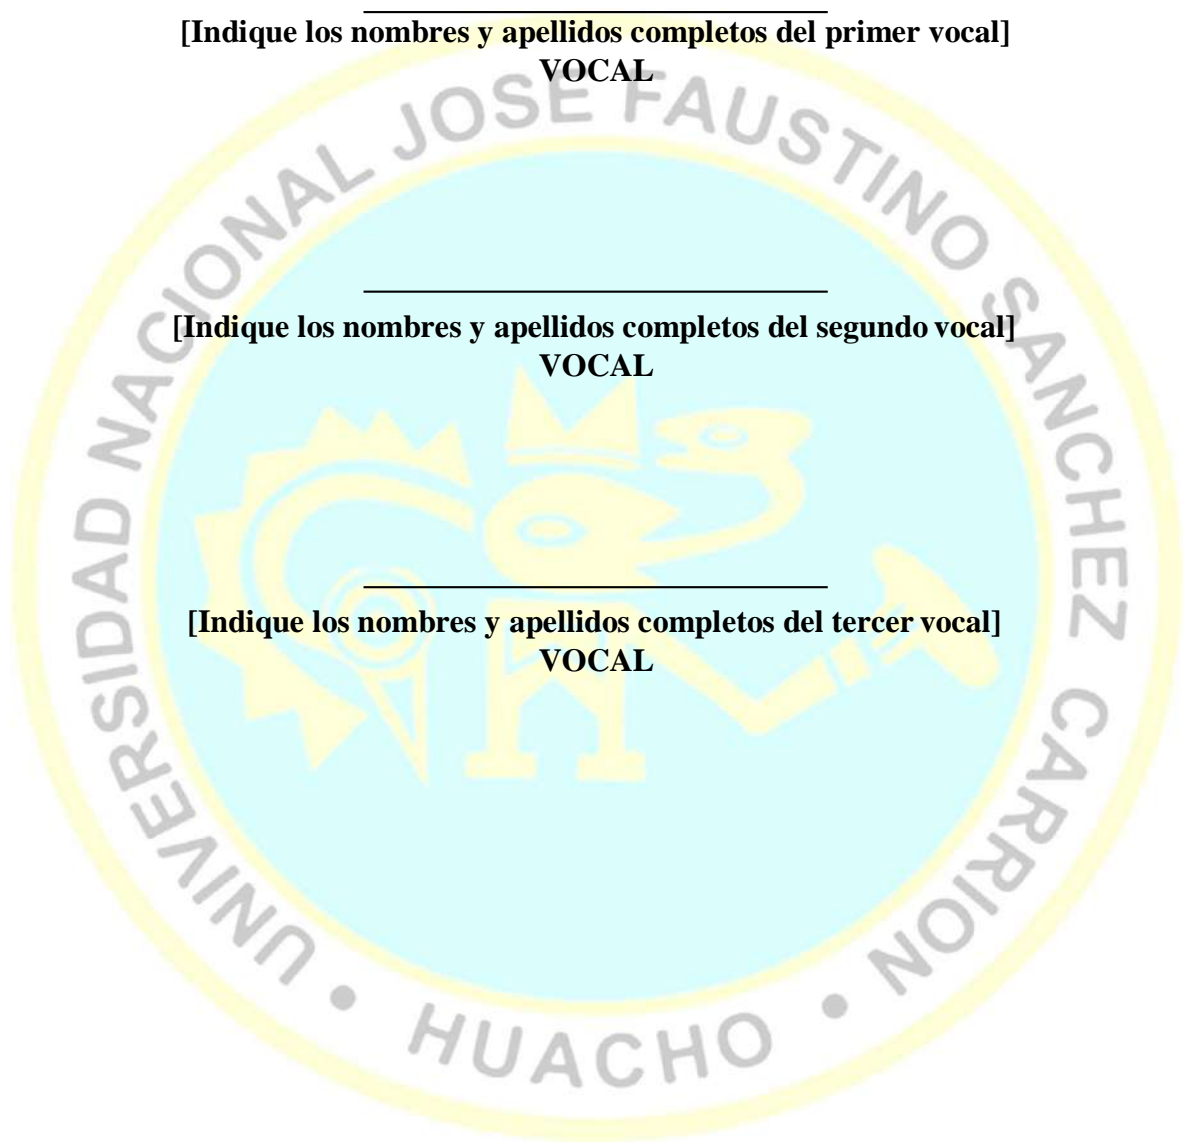 [Indique los nombres y apellidos completos del primer vocal]
VOCAL
[Indique los nombres y apellidos completos del segundo vocal]
VOCAL
[Indique los nombres y apellidos completos del tercer vocal]
VOCAL
UNIVERSIDAD NACIONAL JOSE FAUSTINO SANCHEZ CARRION
• HUACHO •